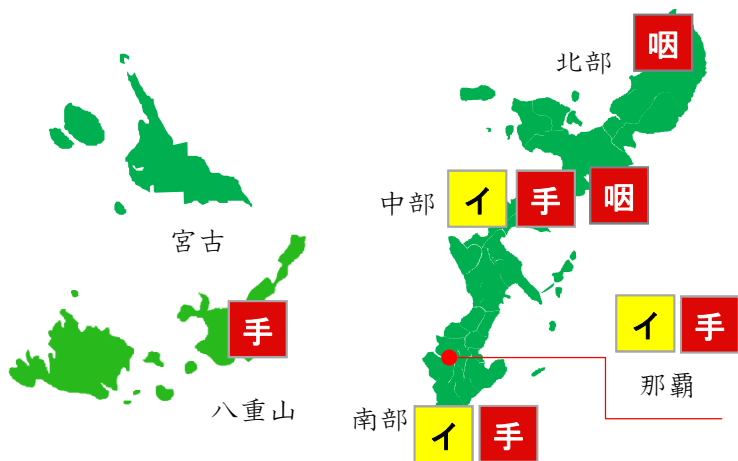 北部
咽
中部
イ
手
咽
宮古
手
八重山
イ
手
那覇
南部
イ
手